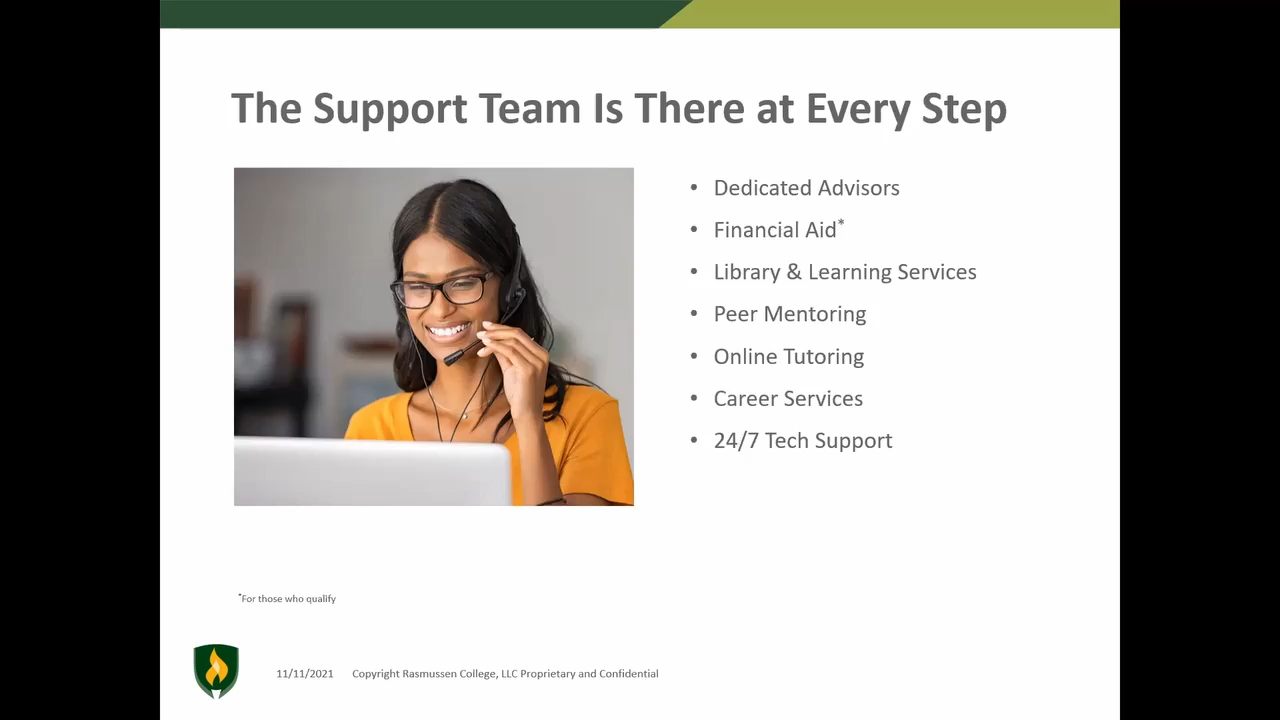 The Support Team Is There at Every Step
• Dedicated Advisors
• Financial Aid*
• Library & Learning Services
• Peer Mentoring
• Online Tutoring
• Career Services
• 24/7 Tech Support
*For those who qualify
11/11/2021 Copyright Rasmussen College, LLC Proprietary and Confidential